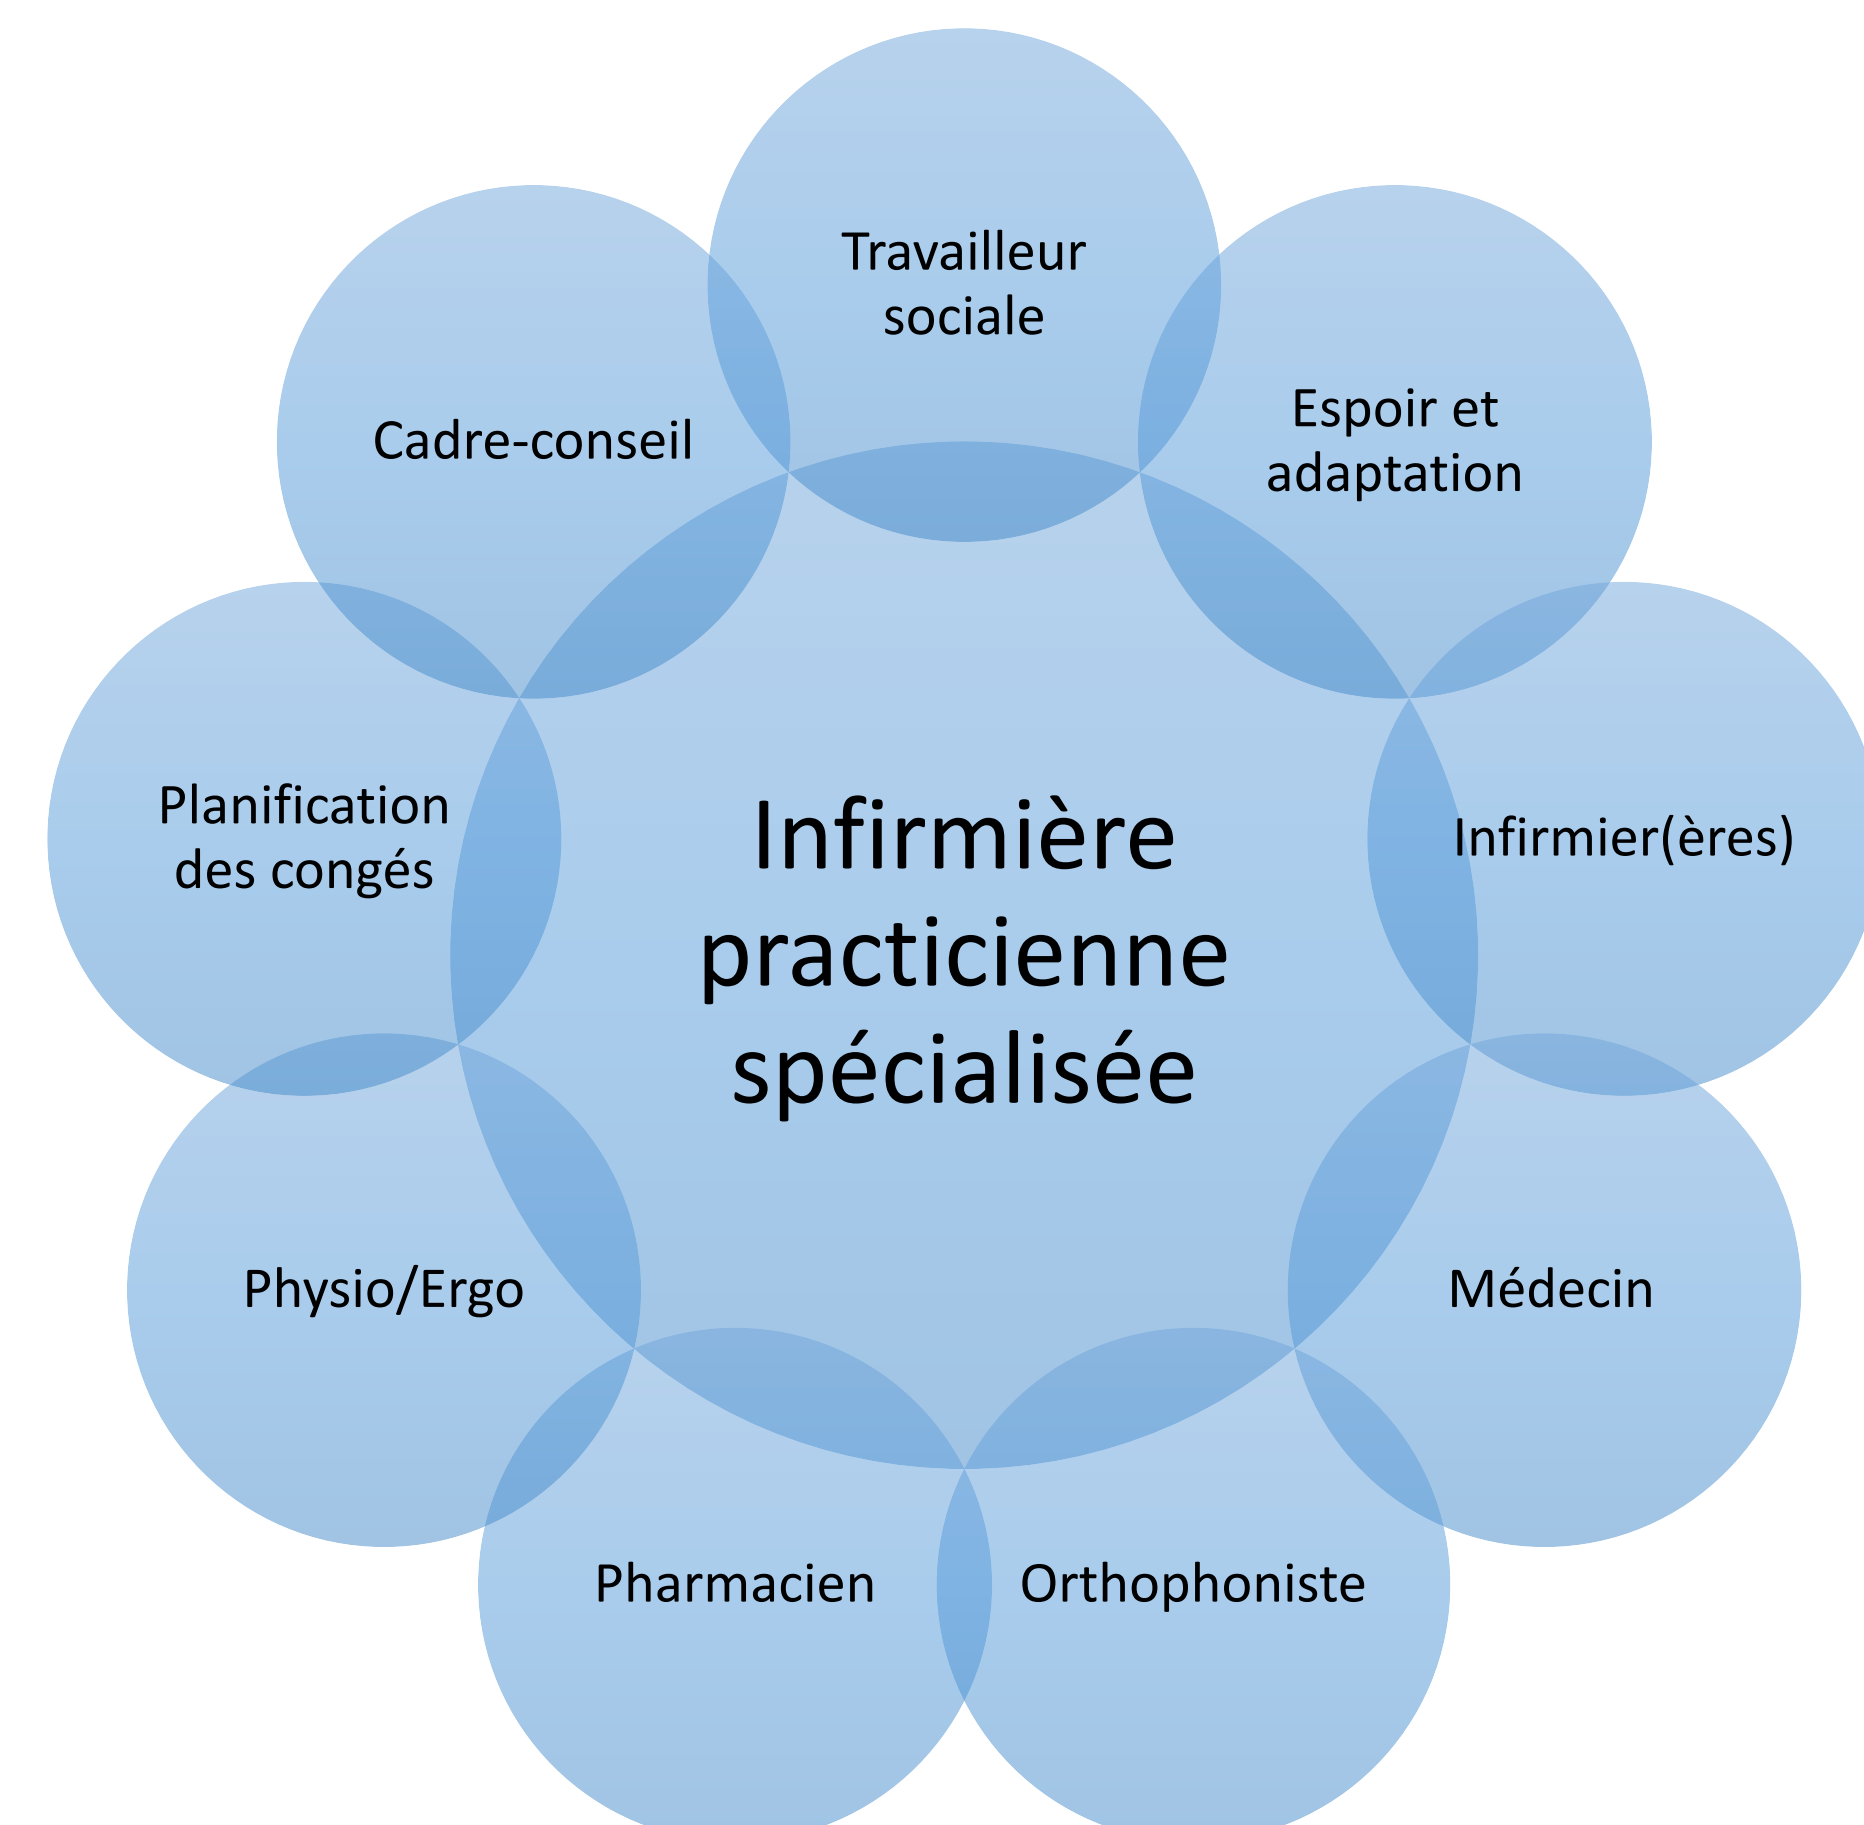 Travailleur
sociale
Espoir et
adaptation
Infirmier(ères)
Médecin
Orthophoniste
Pharmacien
Physio/Ergo
Planification
des congés
Cadre-conseil
Infirmière
practicienne
spécialisée